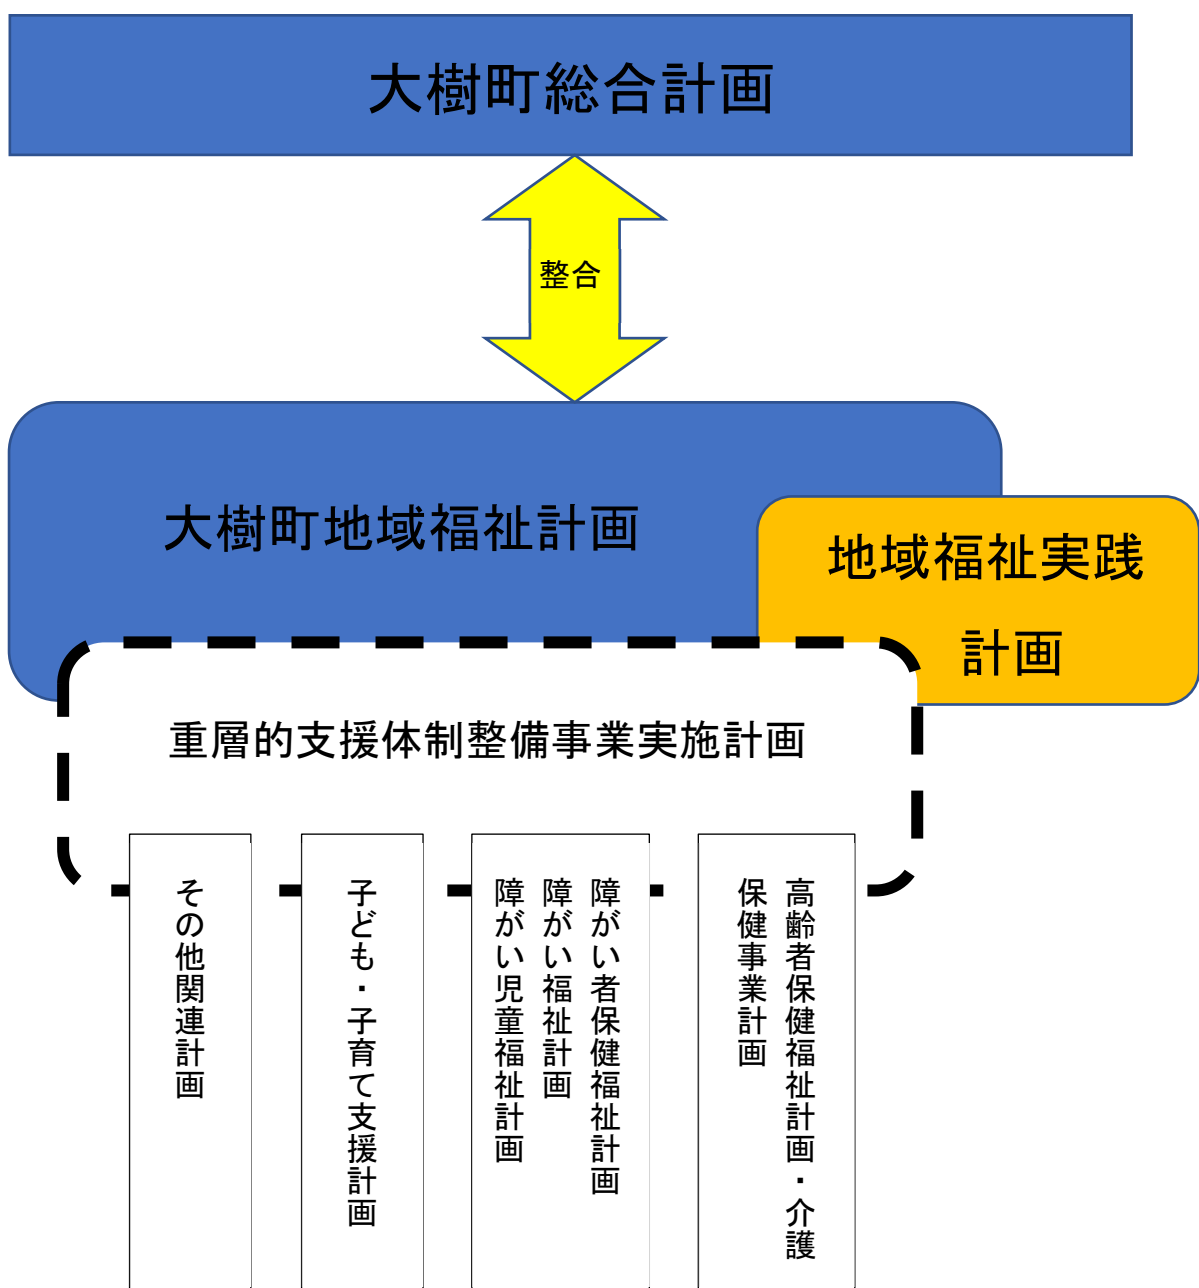 大樹町総合計画
整合
大樹町地域福祉計画
地域福祉実践
計画
重層的支援体制整備事業実施計画
高齢者保健福祉計画・介護
保健事業計画
障がい者保健福祉計画
障がい福祉計画
障がい児童福祉計画
子ども・子育て支援計画
その他関連計画